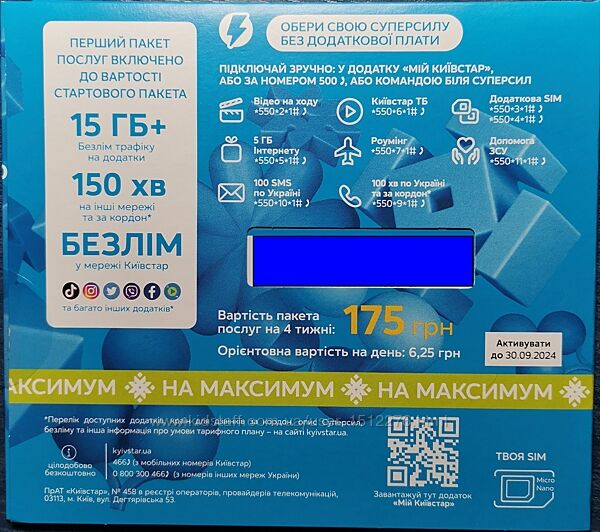 ПЕРШИЙ ПАКЕТ
ПОСЛУГ ВКЛЮЧЕНО
ДО ВАРТОСТІ
СТАРТОВОГО ПАКЕТА
15 ГБ+
Безлім трафіку
на додатки
150 хв
на інші мережі
та за кордон*
БЕЗЛІМ
у мережі Київстар
та багато інших додатків*
ОБЕРИ СВОЮ СУПЕРСИЛУ
БЕЗ ДОДАТКОВОЇ ПЛАТИ
ПІДКЛЮЧАЙ ЗРУЧНО: У ДОДАТКУ «МІЙ КИЇВСТАР»,
АБО ЗА НОМЕРОМ 500, АБО КОМАНДОЮ БІЛЯ СУПЕРСИЛ
Відео на ходу
*550*2*1#
Київстар ТБ
*550*6*1#
Додаткова SIM
*550*3*1#
*550*4*1#
5 ГБ
Інтернету
*550*5*1#
Роумінг
*550*7*1#
Допомога
ЗСУ
*550*11*1#
100 SMS
по Україні
*550*10*1#
100 хв по Україні
та за кордон*
*550*9*1#
Вартість пакета
послуг на 4 тижні:
175 грн
Орієнтовна вартість на день: 6,25 грн
Активувати
до 30.09.2024
АКСИМУМ НА МАКСИМУМ НА МАКСИМУМ
*Перелік доступних додатків, країн для дзвінків за кордон, опис Суперсил,
безліму та інша інформація про умови тарифного плану – на сайті kyivstar.ua.
цілодобово
безкоштовно
kyivstar.ua
466 (з мобільних номерів Київстар)
0 800 300 466 (з номерів інших мереж України)
ПрАТ «Київстар», № 458 в реєстрі операторів, провайдерів телекомунікацій,
03113, м. Київ, вул. Дегтярівська 53.
Завантажуй тут додаток
«Мій Київстар»
ТВОЯ SIM
Micro
Nano